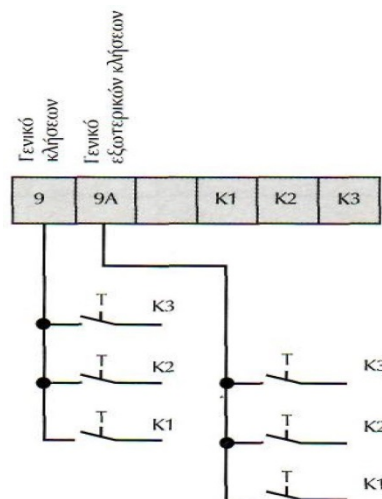 Γενικό
κλήσεων
Γενικό
εξωτερικών κλήσεων
9 9A K1 K2 K3
T K3
T K2
T K1
T K3
T K2
T K1